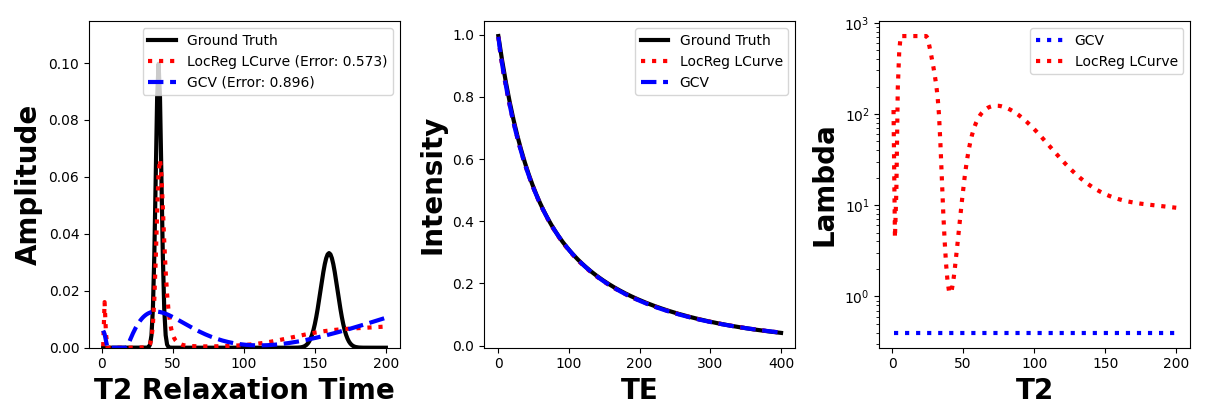 Amplitude
0.10
0.08
0.06
0.04
0.02
0.00
0
50
100
150
200
T2 Relaxation Time
Ground Truth
LocReg LCurve (Error: 0.573)
GCV (Error: 0.896)
Intensity
1.0
0.8
0.6
0.4
0.2
0.0
0
100
200
300
400
TE
Ground Truth
LocReg LCurve
GCV
Lambda
10³
10²
10¹
10⁰
0
50
100
150
200
T2
GCV
LocReg LCurve